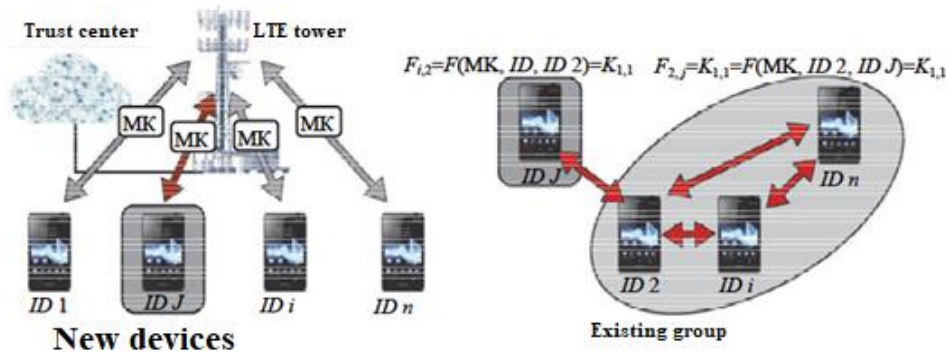 Trust center
LTE tower
MK
MK
MK
MK
ID 1
ID J
ID i
ID n
New devices
F_{i,2}=F(MK, ID, ID 2)=K_{1,1}
F_{2,j}=K_{1,1}=F(MK, ID 2, ID J)=K_{1,1}
ID J
ID n
ID 2
ID i
Existing group